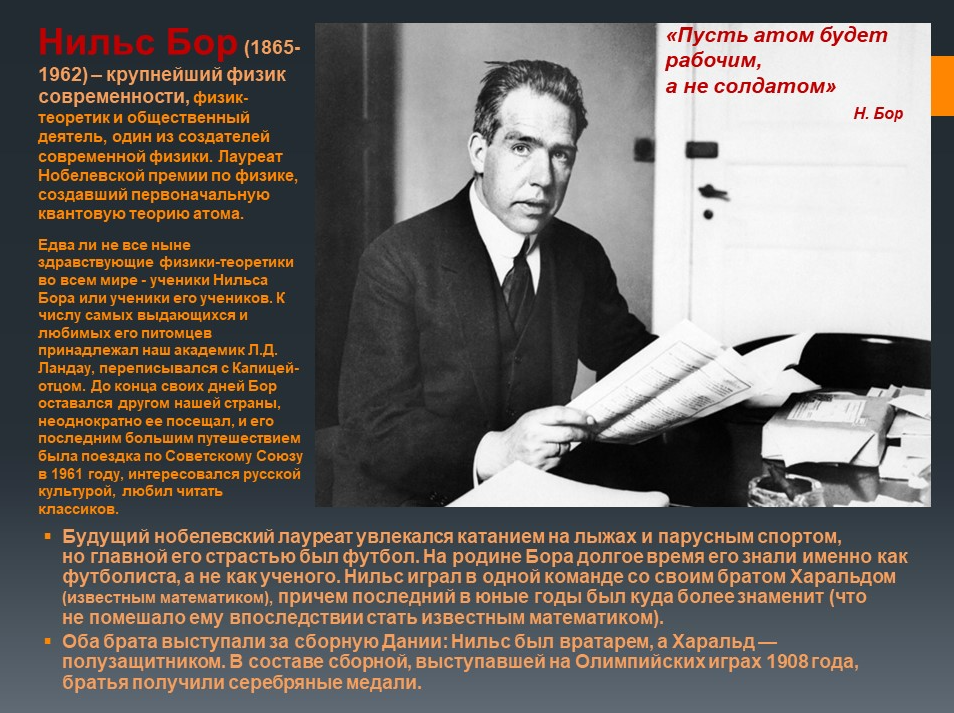 Нильс Бор (1865-
1962) – крупнейший физик
современности, физик-
теоретик и общественный
деятель, один из создателей
современной физики. Лауреат
Нобелевской премии по физике,
создавший первоначальную
квантовую теорию атома.
Едва ли не все ныне
здравствующие физики-теоретики
во всем мире - ученики Нильса
Бора или ученики его учеников. К
числу самых выдающихся и
любимых его питомцев
принадлежал наш академик Л.Д.
Ландау, переписывался с Капицей-
отцом. До конца своих дней Бор
оставался другом нашей страны,
неоднократно ее посещал, и его
последним большим путешествием
была поездка по Советскому Союзу
в 1961 году, интересовался русской
культурой, любил читать
классиков.
«Пусть атом будет
рабочим,
а не солдатом»
Н. Бор
Будущий нобелевский лауреат увлекался катанием на лыжах и парусным спортом,
но главной его страстью был футбол. На родине Бора долгое время его знали именно как
футболиста, а не как ученого. Нильс играл в одной команде со своим братом Харальдом
(известным математиком), причем последний в юные годы был куда более знаменит (что
не помешало ему впоследствии стать известным математиком).
Оба брата выступали за сборную Дании: Нильс был вратарем, а Харальд —
полузащитником. В составе сборной, выступавшей на Олимпийских играх 1908 года,
братья получили серебряные медали.